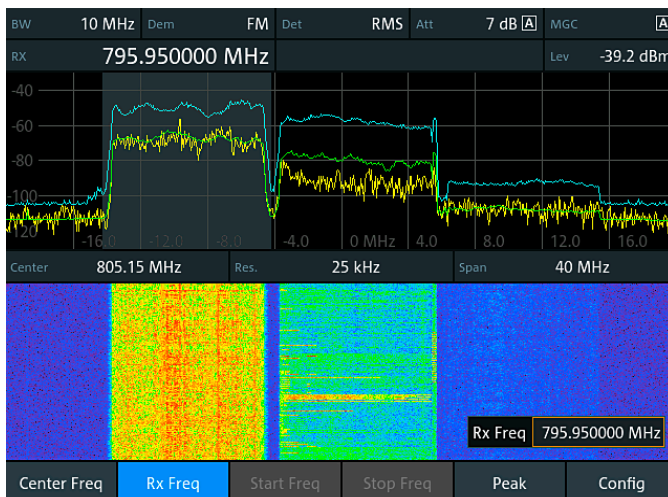 BW 10 MHz Dem FM Det RMS Att 7 dB A MGC A
RX 795.950000 MHz Lev -39.2 dBm
-40
-60
-80
-100
-120
-16.0 -12.0 -8.0 -4.0 0 MHz 4.0 8.0 12.0 16.0
Center 805.15 MHz Res. 25 kHz Span 40 MHz
Rx Freq 795.950000 MHz
Center Freq Rx Freq Start Freq Stop Freq Peak Config